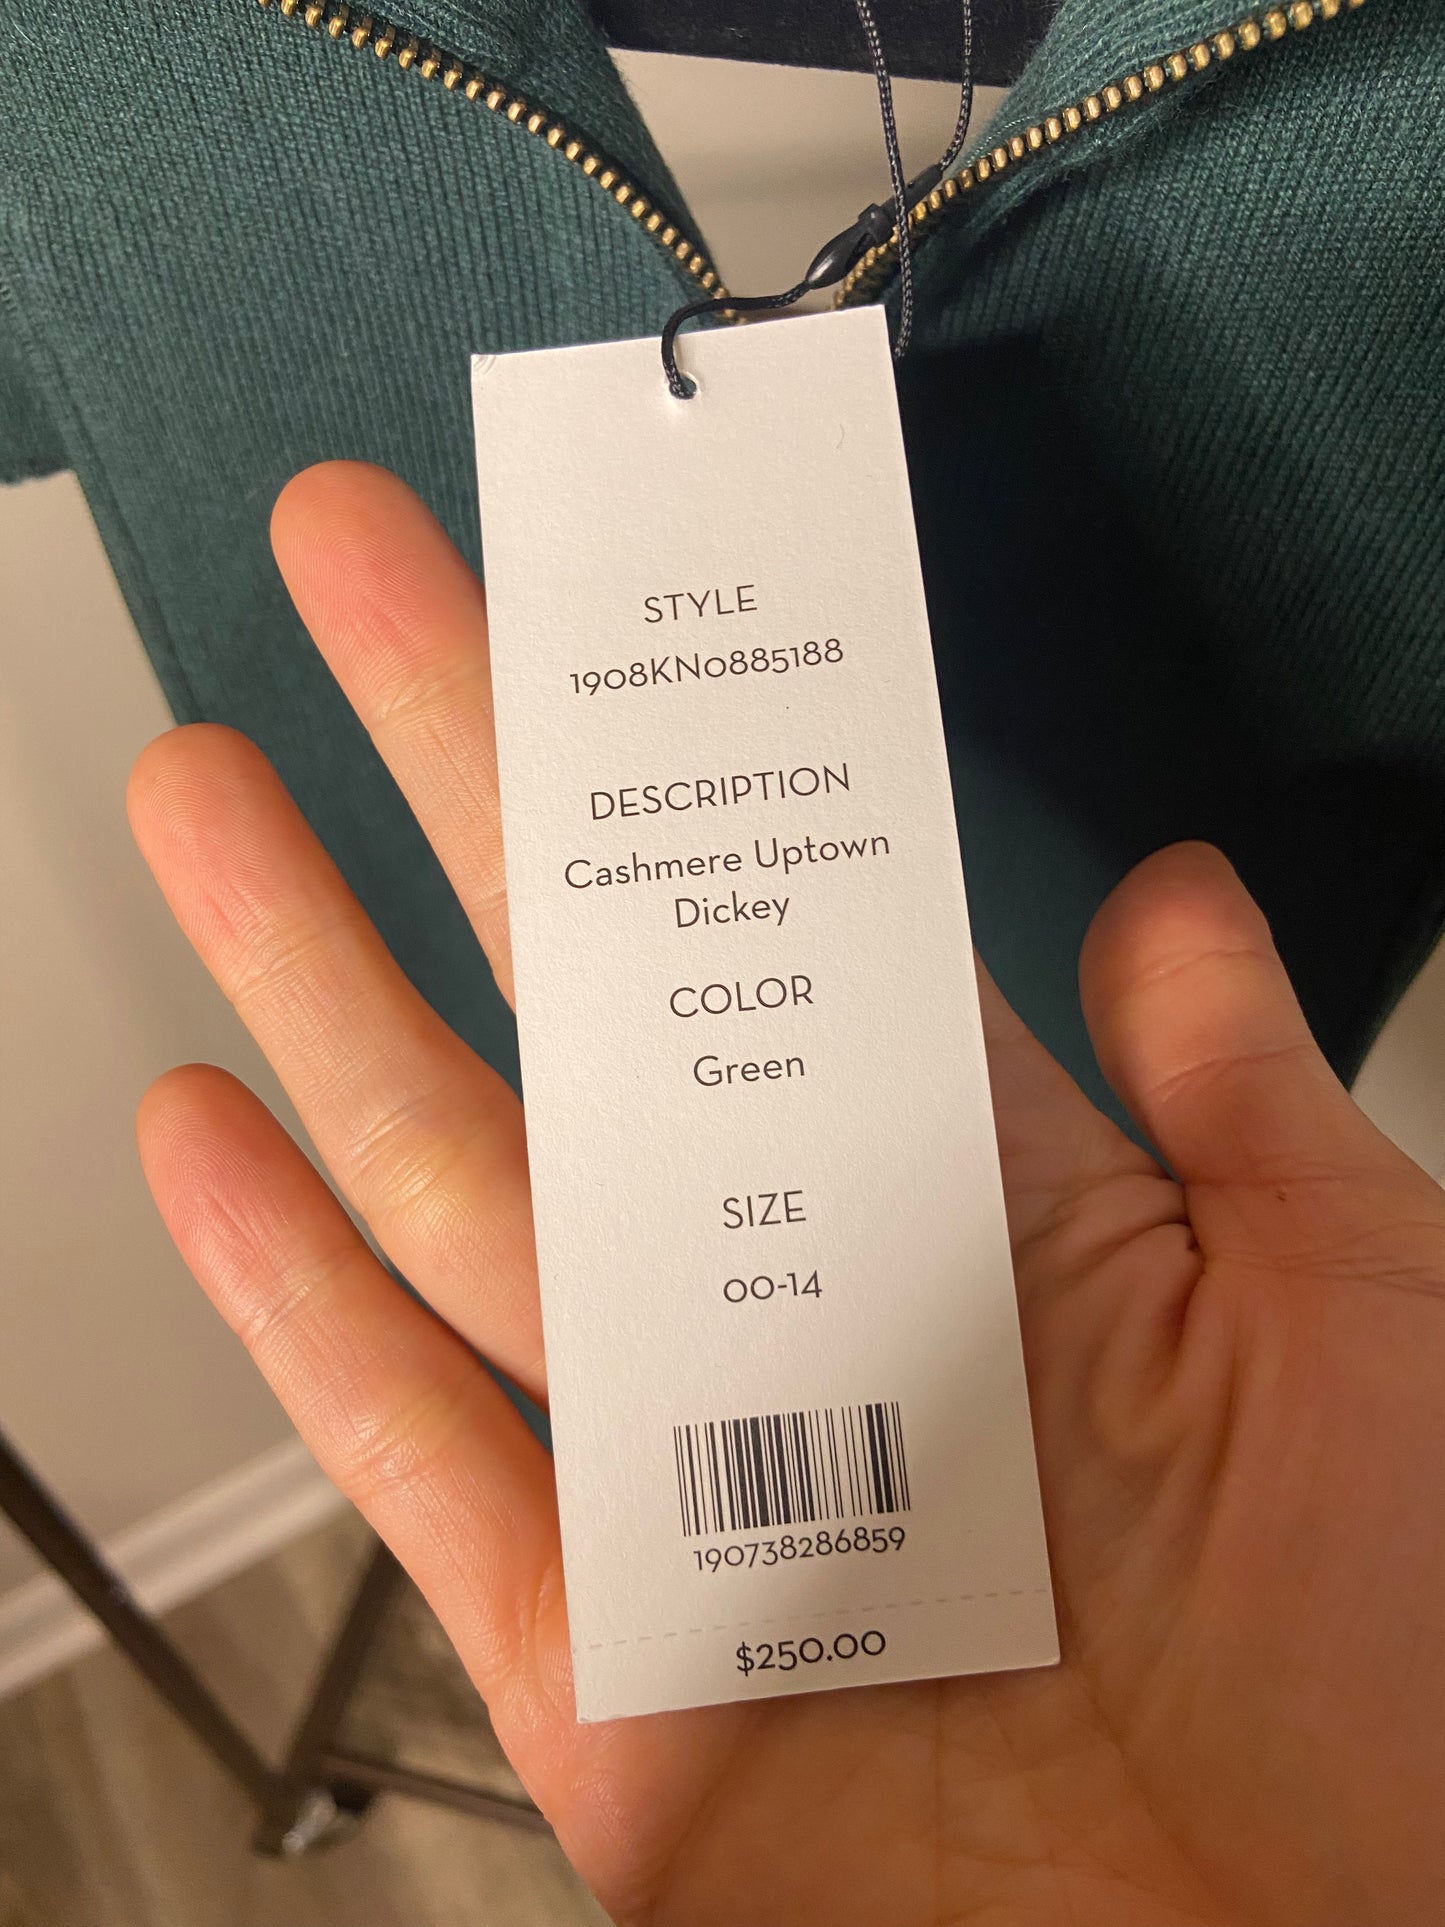 STYLE
1908KN0885188
DESCRIPTION
Cashmere Uptown
Dickey
COLOR
Green
SIZE
00-14
190738286859
$250.00